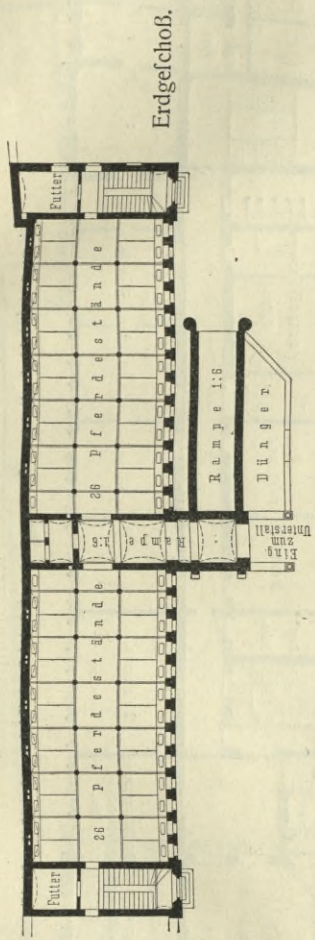 Erdgeſchoß.
Futter
26 Pferdestände
Rampe 1:6
Dünger.
Rampe 1:6
Eing.
zum
Unterstall
26 Pferdestände
Futter